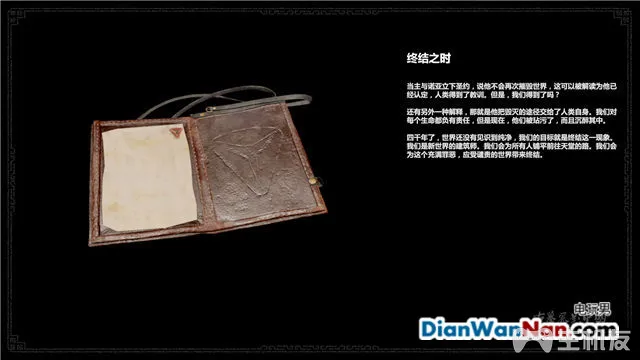 终结之时
当主与诺亚立下圣约，说他不会再次摧毁世界，这可以被解读为他已
经认定，人类得到了教训。但是，我们得到了吗？
还有另外一种解释，那就是他把毁灭的途径交给了人类自身。我们对
每个生命都负有责任，但是现在，他们被玷污了，而且沉醉其中。
四千年了，世界还没有见识到纯净，我们的目标就是终结这一现象。
我们是新世界的建筑师。我们会为所有人铺平前往天堂的路。我们会
为这个充满罪恶，应受谴责的世界带来终结。
电玩男
DianWanNan.com